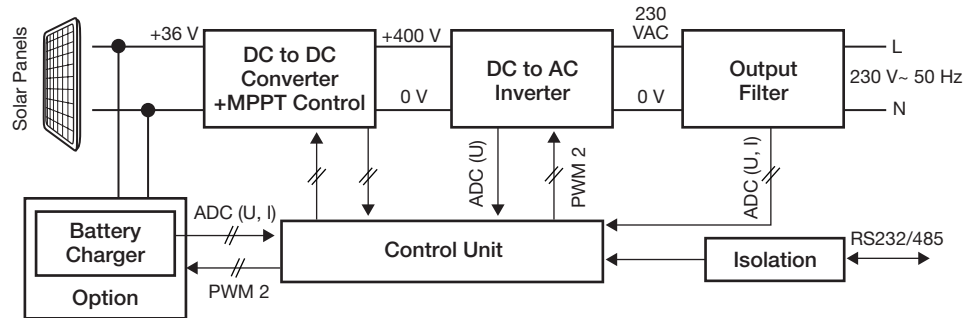 Solar Panels
+36 V
DC to DC
Converter
+MPPT Control
+400 V
0 V
DC to AC
Inverter
230
VAC
0 V
Output
Filter
L
230 V~ 50 Hz
N
ADC (U)
PWM 2
ADC (U, I)
Battery
Charger
Option
ADC (U, I)
PWM 2
Control Unit
Isolation
RS232/485